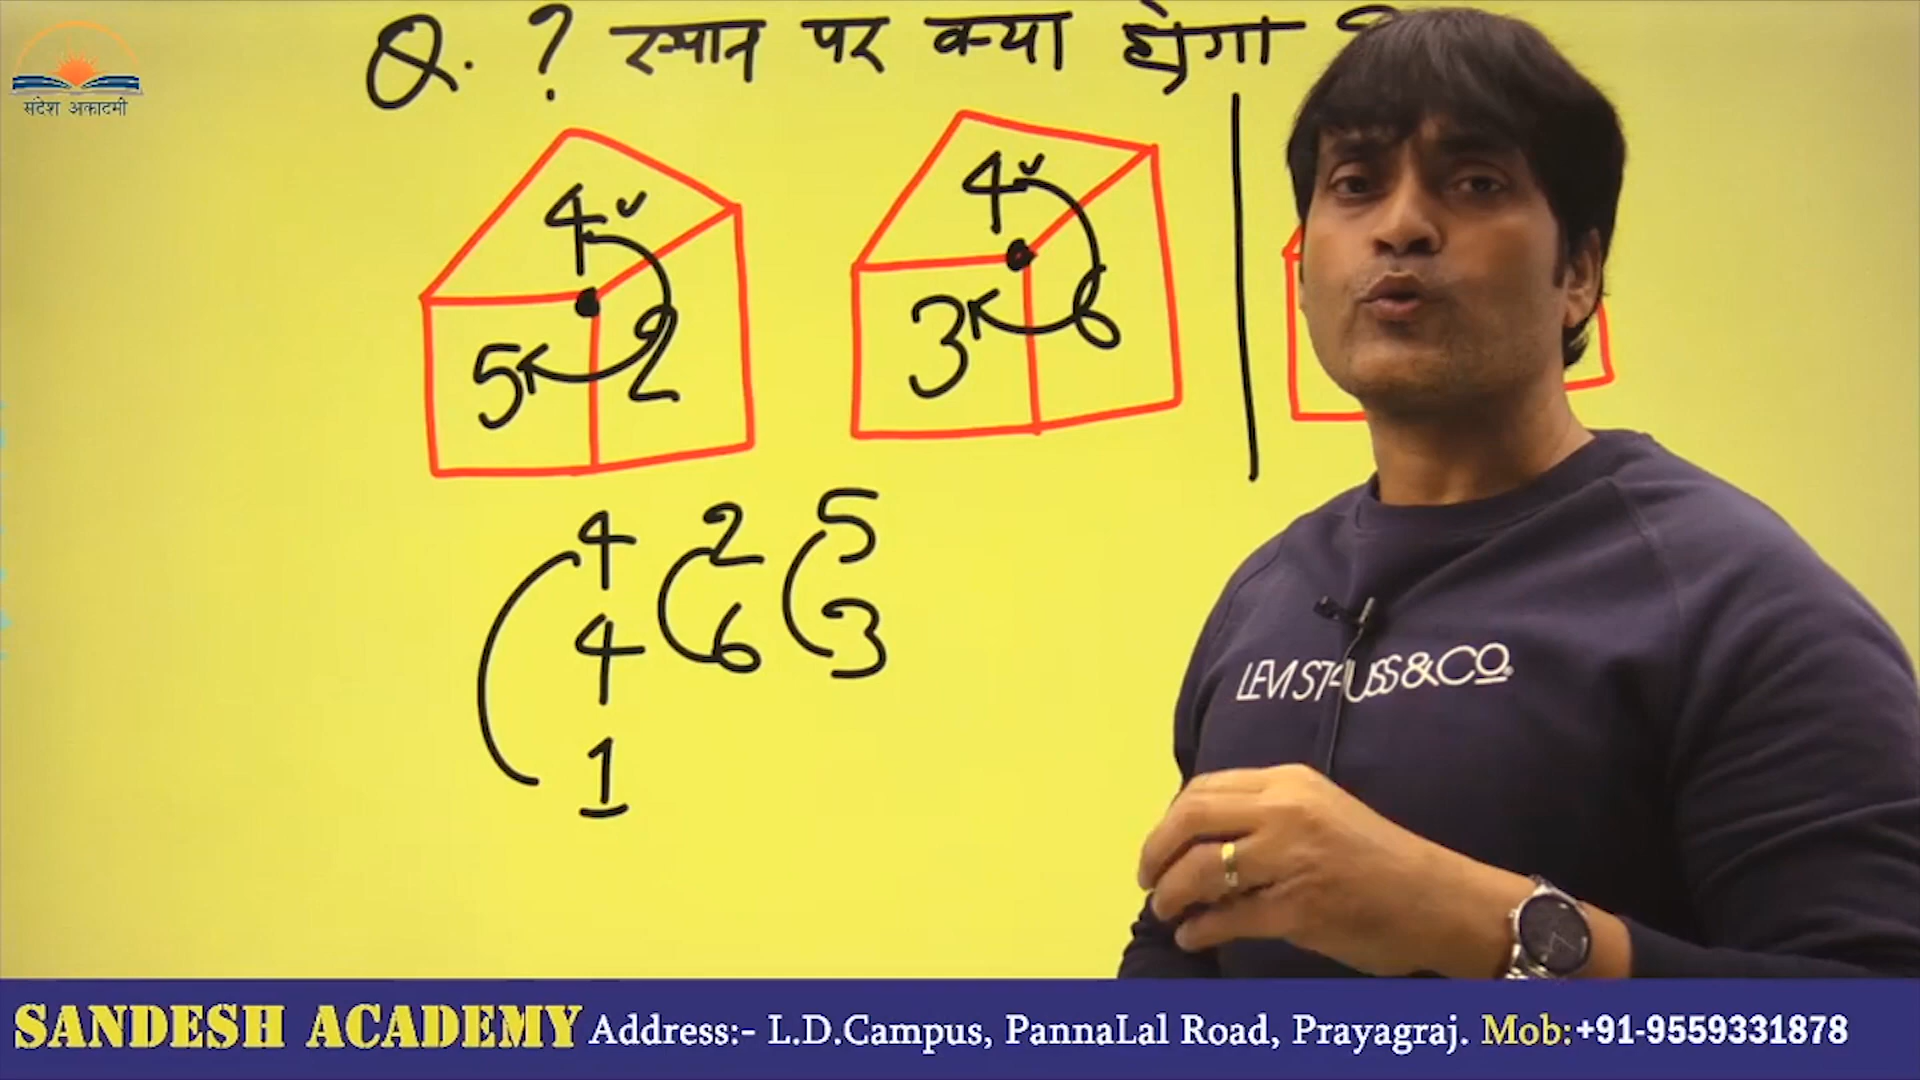 संदेश अकादमी
Q. ? स्थान पर क्या होगा ?
4 4
5 2 3 6
4 2 5
4 6 3
1
LEVI STRAUSS & CO
SANDESH ACADEMY Address:- L.D.Campus, PannaLal Road, Prayagraj. Mob:+91-9559331878